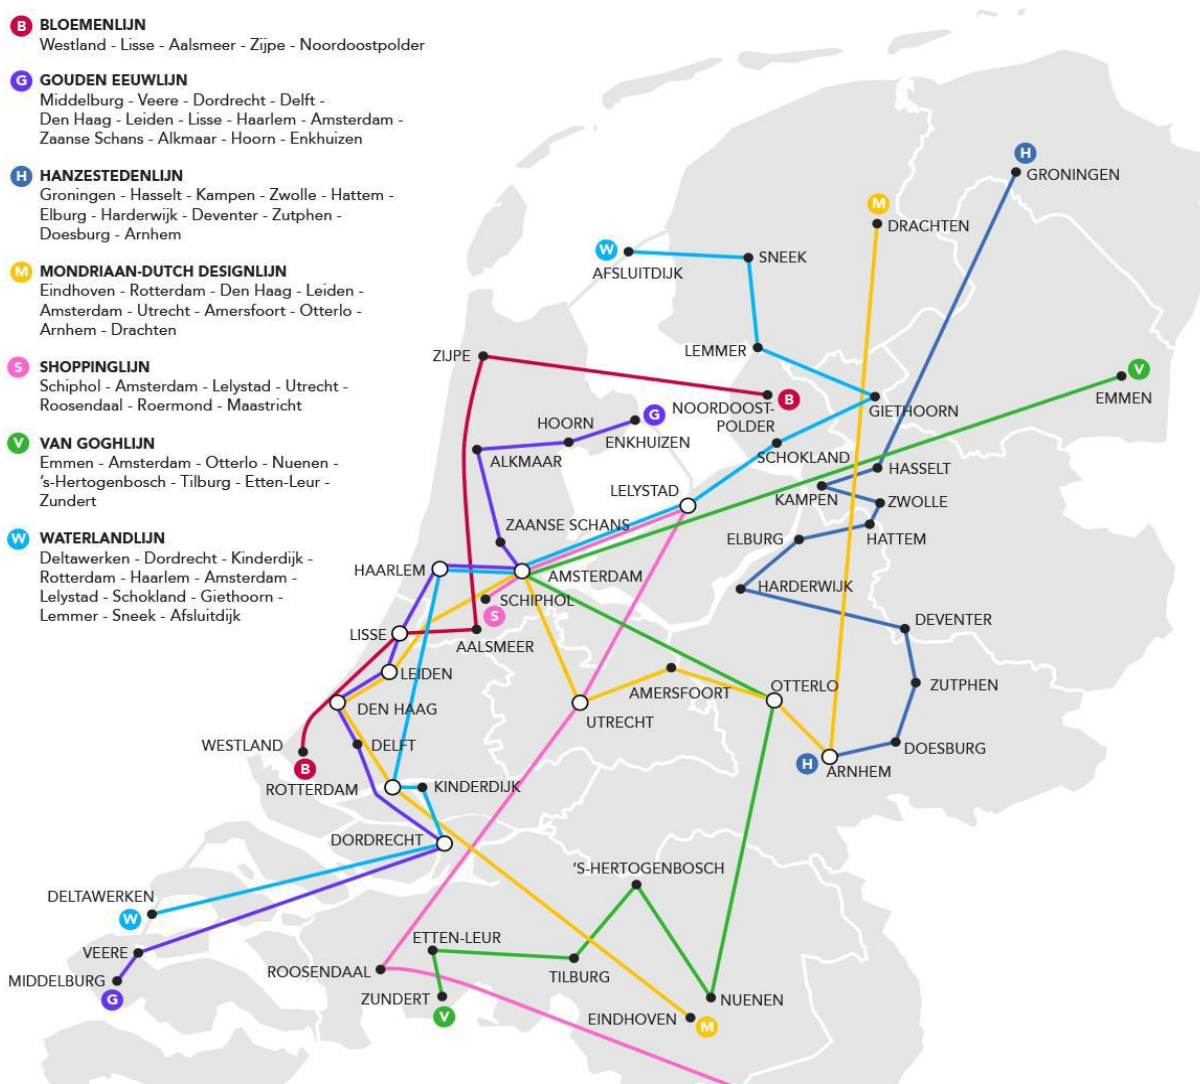 B BLOEMENLIJN
Westland - Lisse - Aalsmeer - Zijpe - Noordoostpolder
G GOUDEN EEUWLIJN
Middelburg - Veere - Dordrecht - Delft -
Den Haag - Leiden - Lisse - Haarlem - Amsterdam -
Zaanse Schans - Alkmaar - Hoorn - Enkhuizen
H HANZESTEDENLIJN
Groningen - Hasselt - Kampen - Zwolle - Hattem -
Elburg - Harderwijk - Deventer - Zutphen -
Doesburg - Arnhem
M MONDRIAAN-DUTCH DESIGNLIJN
Eindhoven - Rotterdam - Den Haag - Leiden -
Amsterdam - Utrecht - Amersfoort - Otterlo -
Arnhem - Drachten
S SHOPPINGLIJN
Schiphol - Amsterdam - Lelystad - Utrecht -
Roosendaal - Roermond - Maastricht
V VAN GOGHLIJN
Emmen - Amsterdam - Otterlo - Nuenen -
's-Hertogenbosch - Tilburg - Etten-Leur -
Zundert
W WATERLANDLIJN
Deltawerken - Dordrecht - Kinderdijk -
Rotterdam - Haarlem - Amsterdam -
Lelystad - Schokland - Giethoorn -
Lemmer - Sneek - Afsluitdijk
H
GRONINGEN
M
DRACHTEN
W
AFSLUITDIJK
SNEEK
LEMMER
ZIJPE
V
EMMEN
B
NOORDOOST-
POLDER
GIETHOORN
G
HOORN
ENKHUIZEN
ALKMAAR
SCHOKLAND
HASSELT
LELYSTAD
KAMPEN
ZWOLLE
ZAANSE SCHANS
ELBURG
HATTEM
HAARLEM
AMSTERDAM
HARDERWIJK
SCHIPHOL
S
DEVENTER
LISSE
AALSMEER
LEIDEN
ZUTPHEN
AMERSFOORT
OTTERLO
DEN HAAG
UTRECHT
WESTLAND
B
DELFT
DOESBURG
H
ARNHEM
ROTTERDAM
KINDERDIJK
DORDRECHT
'S-HERTOGENBOSCH
DELTAWERKEN
W
ETTEN-LEUR
VEERE
ROOSENDAAL
TILBURG
MIDDELBURG
G
ZUNDERT
V
NUENEN
EINDHOVEN
M